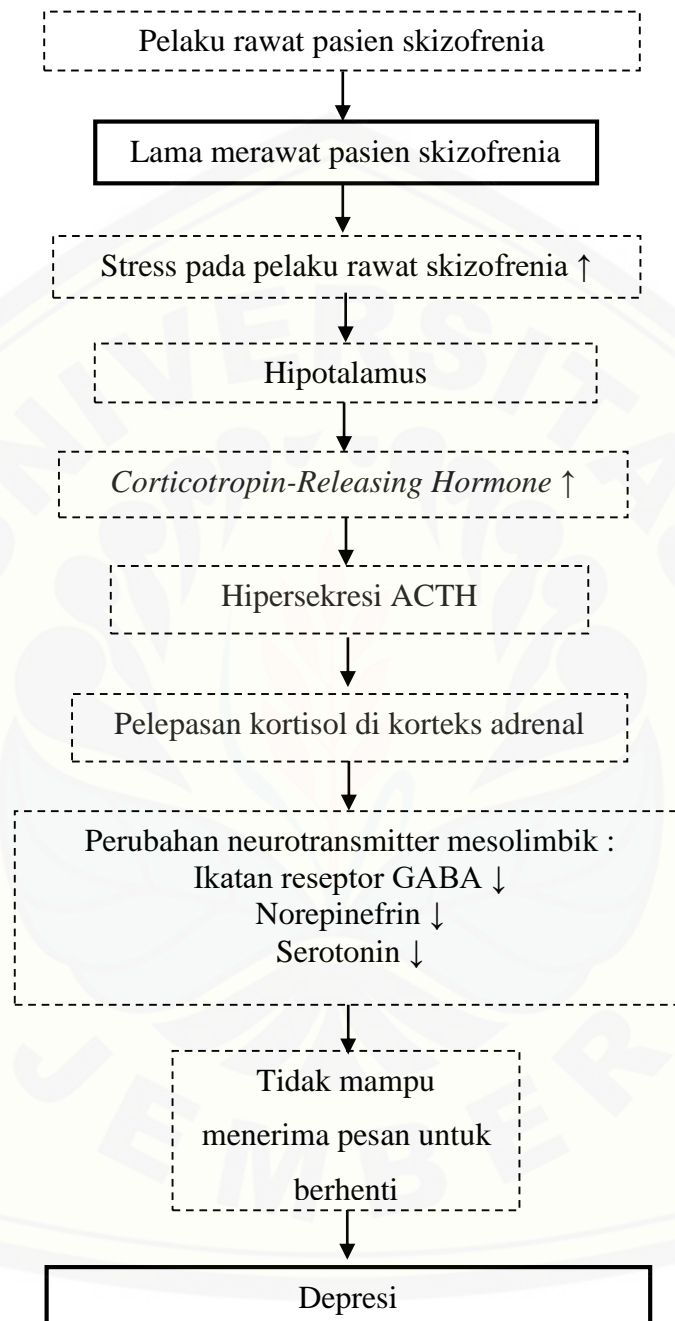 Pelaku rawat pasien skizofrenia
Lama merawat pasien skizofrenia
Stress pada pelaku rawat skizofrenia ↑
Hipotalamus
Corticotropin-Releasing Hormone ↑
Hipersekresi ACTH
Pelepasan kortisol di korteks adrenal
Perubahan neurotransmitter mesolimbik :
Ikatan reseptor GABA ↓
Norepinefrin ↓
Serotonin ↓
Tidak mampu
menerima pesan untuk
berhenti
Depresi
UNIVERSITAS
JEMBER